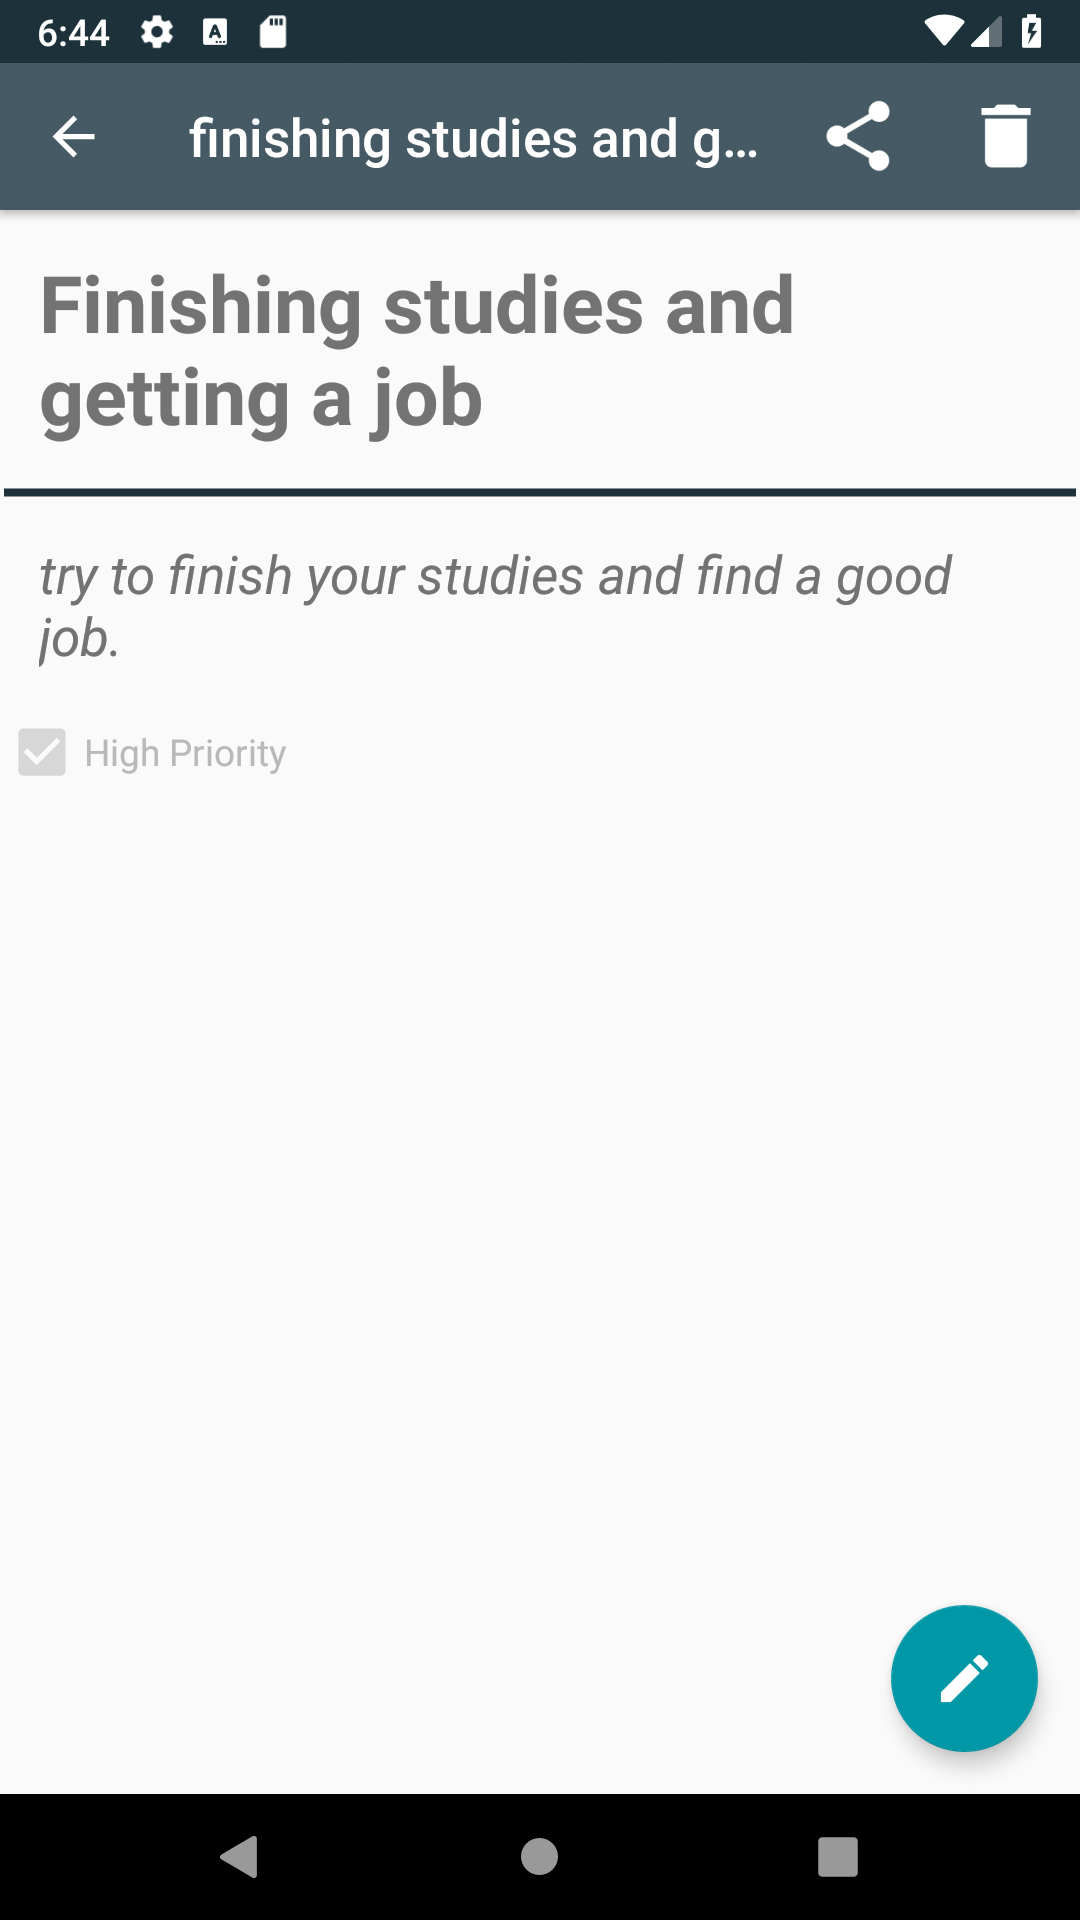 6:44
finishing studies and g...
Finishing studies and
getting a job
try to finish your studies and find a good
job.
High Priority